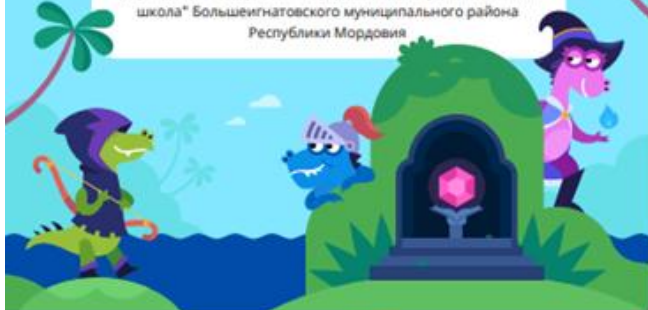 школа" Большеигнатовского муниципального района
Республики Мордовия